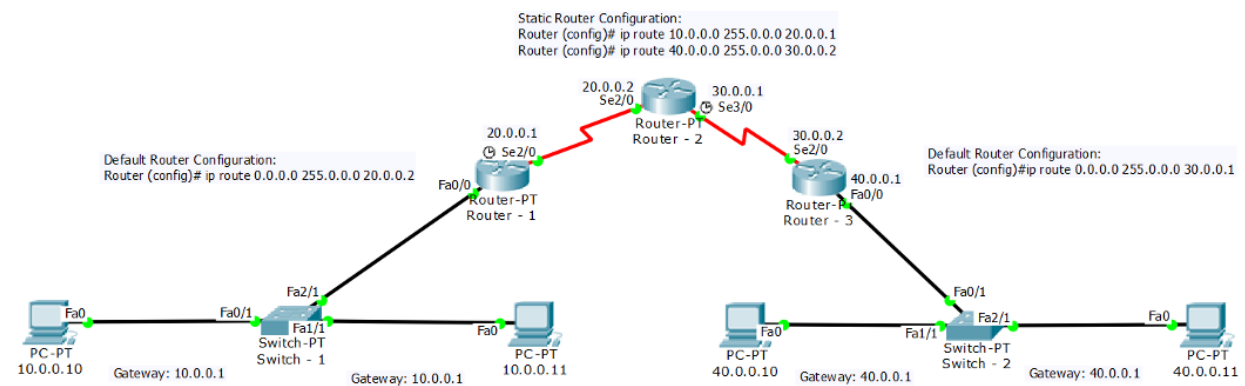 Static Router Configuration:
Router (config)# ip route 10.0.0.0 255.0.0.0 20.0.0.1
Router (config)# ip route 40.0.0.0 255.0.0.0 30.0.0.2
20.0.0.2
Se2/0
30.0.0.1
Se3/0
Router-PT
Router - 2
20.0.0.1
Se2/0
Default Router Configuration:
Router (config)# ip route 0.0.0.0 255.0.0.0 20.0.0.2
Fa0/0
Router-PT
Router - 1
30.0.0.2
Se2/0
40.0.0.1
Fa0/0
Router - 3
Default Router Configuration:
Router (config)#ip route 0.0.0.0 255.0.0.0 30.0.0.1
Fa2/1
Fa0
Fa0/1
Fa1/1
Fa0
PC-PT
10.0.0.10
Switch-PT
Switch - 1
PC-PT
10.0.0.11
Gateway: 10.0.0.1
Gateway: 10.0.0.1
Fa0/1
Fa0
Fa1/1
Fa2/1
Fa0
PC-PT
40.0.0.10
Switch-PT
Switch - 2
PC-PT
40.0.0.11
Gateway: 40.0.0.1
Gateway: 40.0.0.1